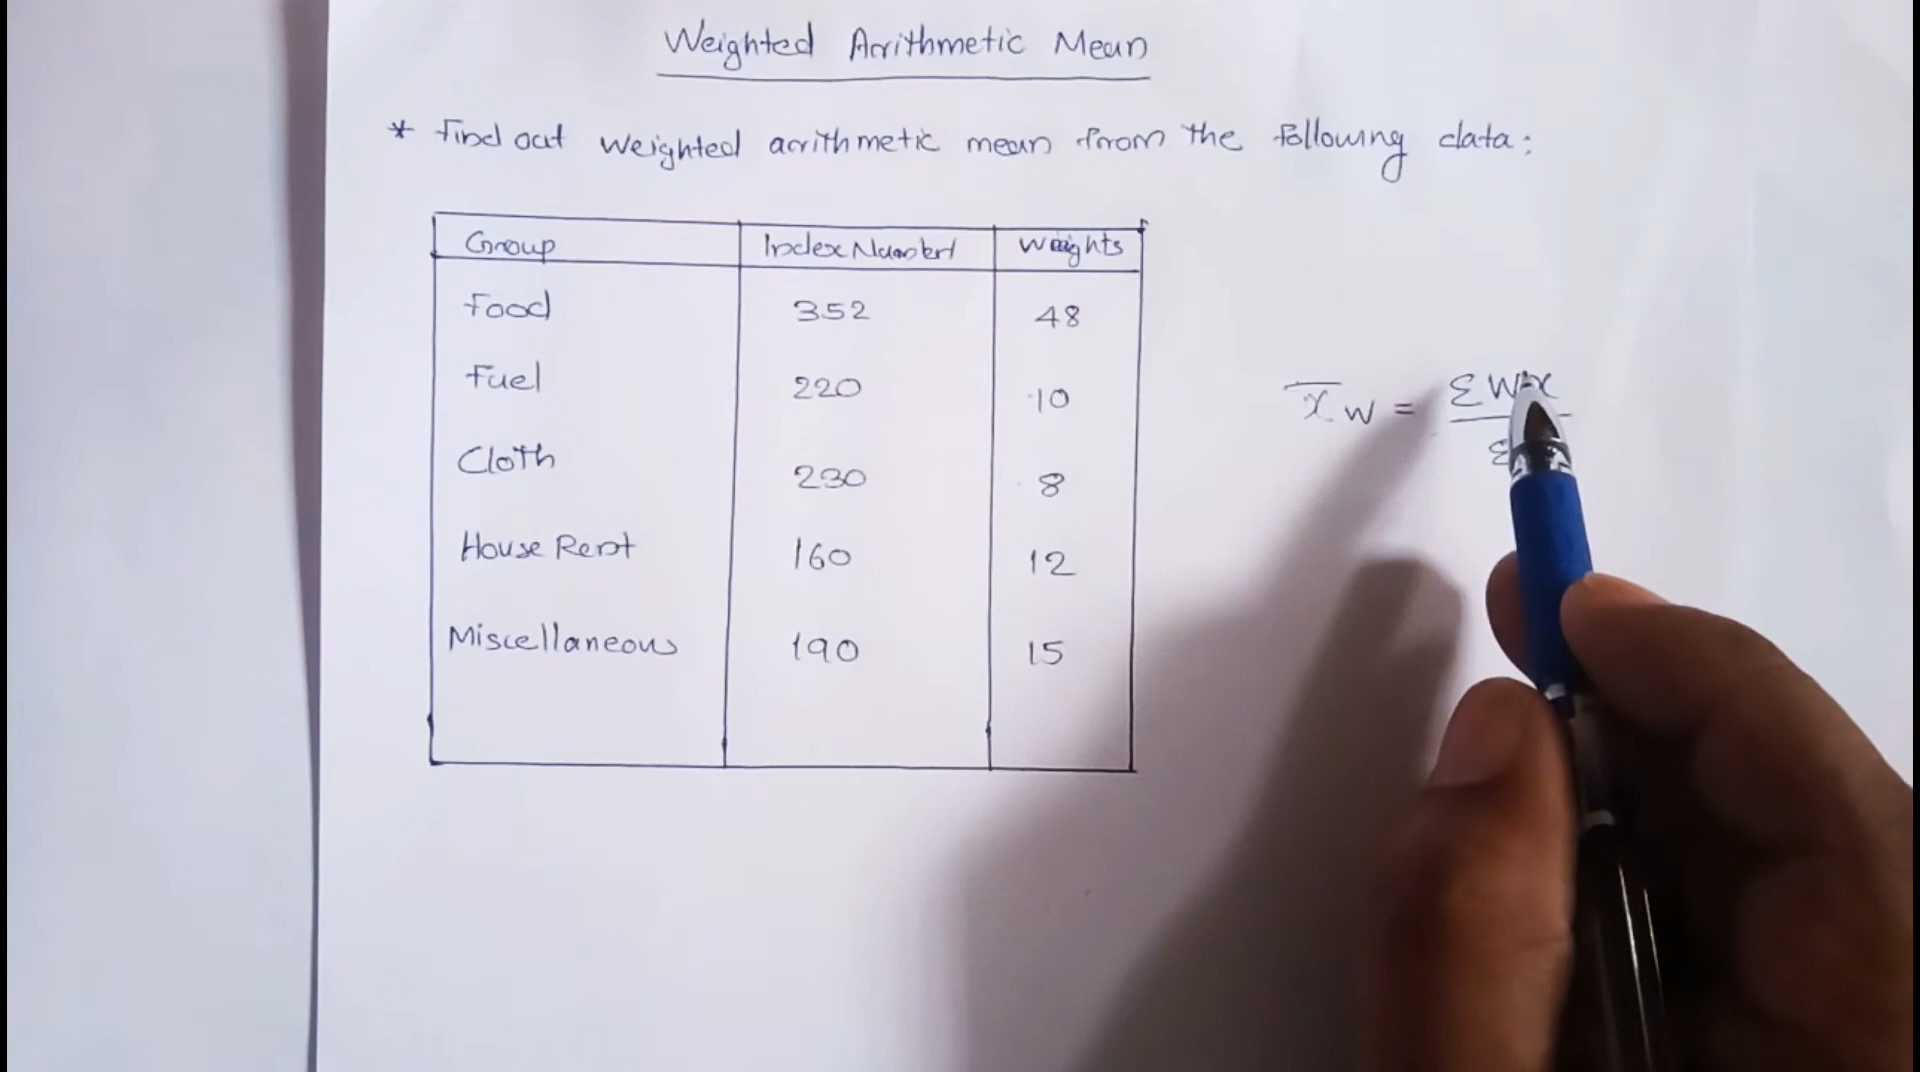 Weighted Arithmetic Mean
* Find out weighted arithmetic mean from the following data:
Group Index Number Weights
Food 352 48
Fuel 220 10
Cloth 230 8
House Rent 160 12
Miscellaneous 190 15
x̄w = Σwx
Σ